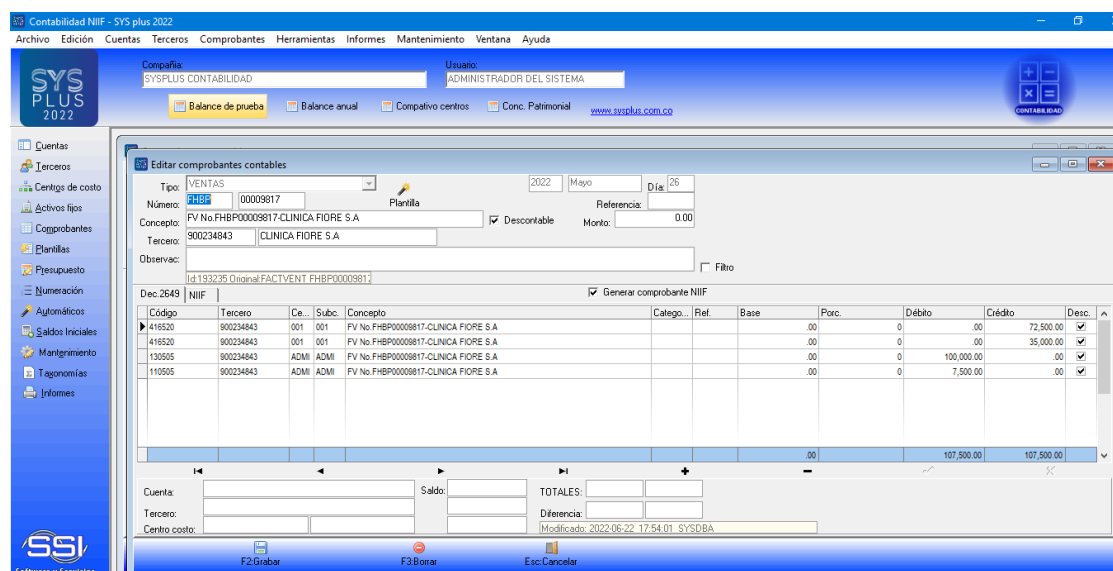 Contabilidad NIIF - SYS plus 2022
Archivo Edición Cuentas Terceros Comprobantes Herramientas Informes Mantenimiento Ventana Ayuda
SYS
PLUS
2022
Compañia:
SYSPLUS CONTABILIDAD
Usuario:
ADMINISTRADOR DEL SISTEMA
Balance de prueba Balance anual Compativo centros Conc. Patrimonial www.sysplus.com.co
CONTABILIDAD
Cuentas
Terceros
Centros de costo
Activos fijos
Comprobantes
Plantillas
Presupuesto
Numeración
Automáticos
Saldos Iniciales
Mantenimiento
Taxonomías
Informes
SSI
Editar comprobantes contables
Tipo: VENTAS 2022 Mayo Día: 26
Número: FHBP 00009817 Plantilla Referencia:
Concepto: FV No.FHBP00009817-CLINICA FIORE S.A Descontable Monto: 0.00
Tercero: 900234843 CLINICA FIORE S.A
Observac: Filtro
Id:193235 Original:FACTVENT FHBP00009817
Dec.2649 NIIF Generar comprobante NIIF
Código Tercero Ce... Subc. Concepto Catego... Ref. Base Porc. Débito Crédito Desc.
416520 900234843 001 001 FV No.FHBP00009817-CLINICA FIORE S.A .00 0 .00 72,500.00
416520 900234843 001 001 FV No.FHBP00009817-CLINICA FIORE S.A .00 0 .00 35,000.00
130505 900234843 ADMI ADMI FV No.FHBP00009817-CLINICA FIORE S.A .00 0 100,000.00 .00
110505 900234843 ADMI ADMI FV No.FHBP00009817-CLINICA FIORE S.A .00 0 7,500.00 .00
.00 107,500.00 107,500.00
Cuenta: Saldo: TOTALES:
Tercero: Diferencia:
Centro costo: Modificado: 2022-06-22 17:54:01 SYSDBA
F2:Grabar F3:Borrar Esc:Cancelar